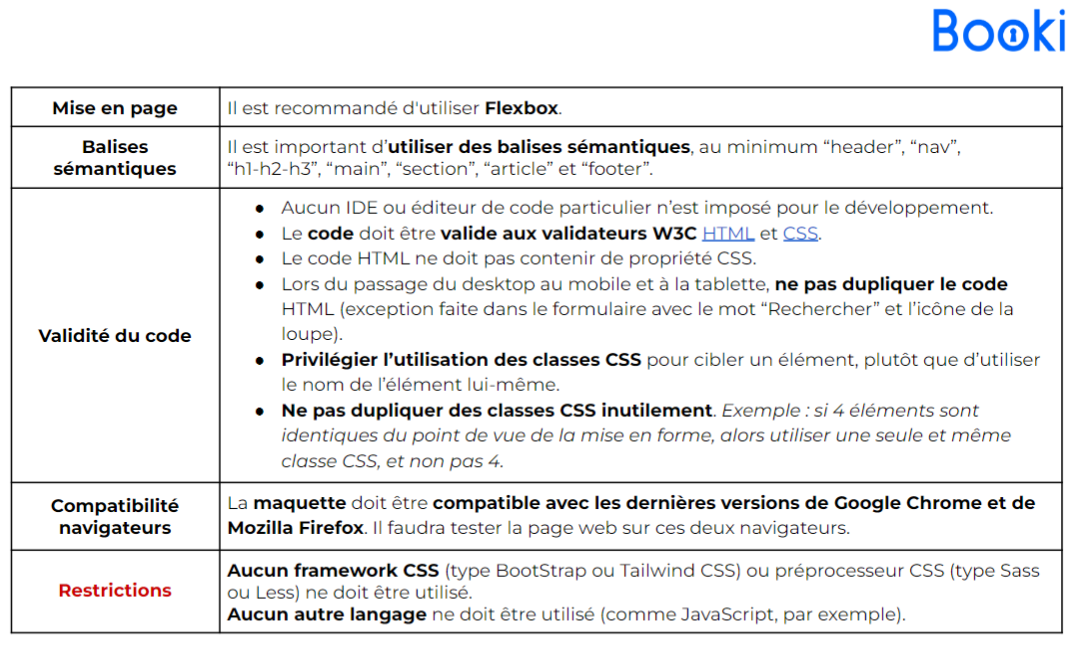 Booki
Mise en page
Il est recommandé d'utiliser Flexbox.
Balises
sémantiques
Il est important d’utiliser des balises sémantiques, au minimum “header”, “nav”,
“h1-h2-h3”, “main”, “section”, “article” et “footer”.
Validité du code
● Aucun IDE ou éditeur de code particulier n’est imposé pour le développement.
● Le code doit être valide aux validateurs W3C HTML et CSS.
● Le code HTML ne doit pas contenir de propriété CSS.
● Lors du passage du desktop au mobile et à la tablette, ne pas dupliquer le code
HTML (exception faite dans le formulaire avec le mot “Rechercher” et l’icône de la
loupe).
● Privilégier l’utilisation des classes CSS pour cibler un élément, plutôt que d’utiliser
le nom de l’élément lui-même.
● Ne pas dupliquer des classes CSS inutilement. Exemple : si 4 éléments sont
identiques du point de vue de la mise en forme, alors utiliser une seule et même
classe CSS, et non pas 4.
Compatibilité
navigateurs
La maquette doit être compatible avec les dernières versions de Google Chrome et de
Mozilla Firefox. Il faudra tester la page web sur ces deux navigateurs.
Restrictions
Aucun framework CSS (type BootStrap ou Tailwind CSS) ou préprocesseur CSS (type Sass
ou Less) ne doit être utilisé.
Aucun autre langage ne doit être utilisé (comme JavaScript, par exemple).